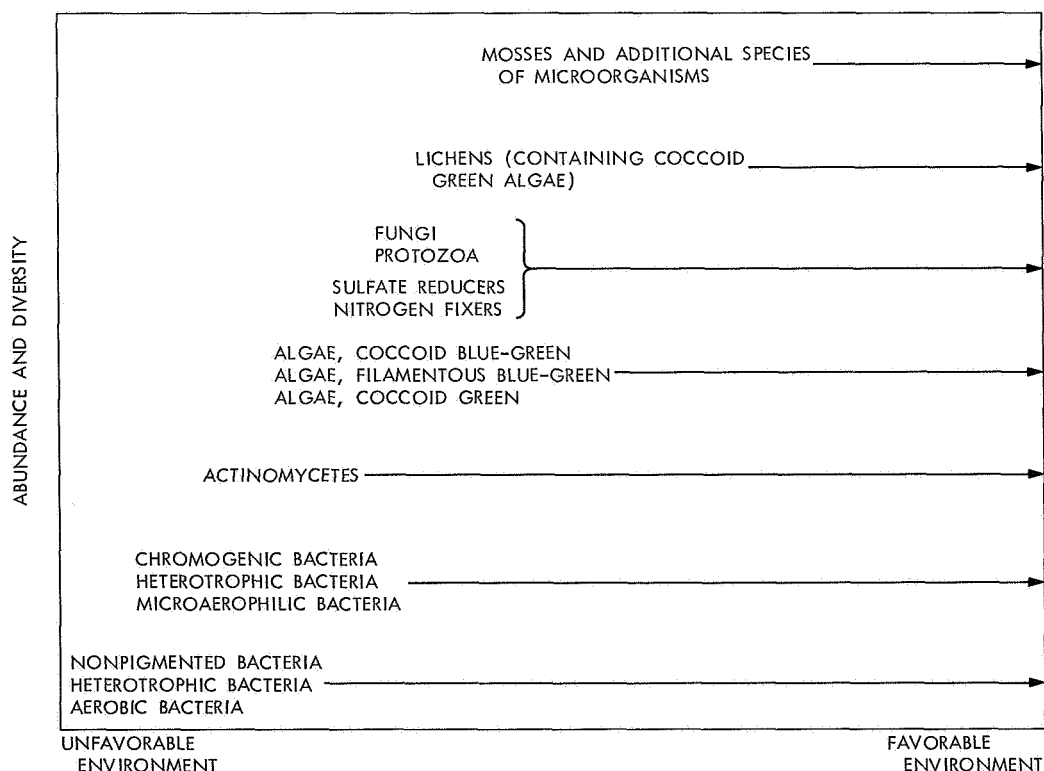 MOSSES AND ADDITIONAL SPECIES
OF MICROORGANISMS
LICHENS (CONTAINING COCCOID
GREEN ALGAE)
FUNGI
PROTOZOA
SULFATE REDUCERS
NITROGEN FIXERS
ALGAE, COCCOID BLUE-GREEN
ALGAE, FILAMENTOUS BLUE-GREEN
ALGAE, COCCOID GREEN
ACTINOMYCETES
CHROMOGENIC BACTERIA
HETEROTROPHIC BACTERIA
MICROAEROPHILIC BACTERIA
NONPIGMENTED BACTERIA
HETEROTROPHIC BACTERIA
AEROBIC BACTERIA
ABUNDANCE AND DIVERSITY
UNFAVORABLE
ENVIRONMENT
FAVORABLE
ENVIRONMENT